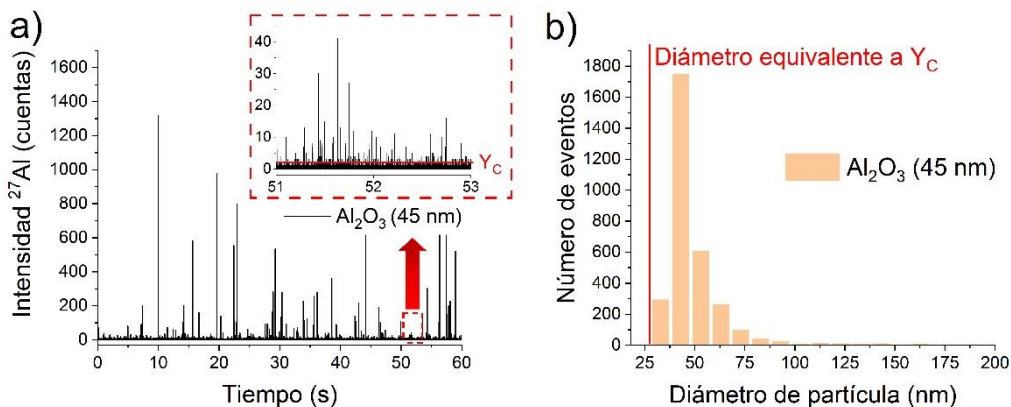 a)
Intensidad ²⁷Al (cuentas)
1600
1400
1200
1000
800
600
400
200
0
0 10 20 30 40 50 60
Tiempo (s)
40
30
20
10
0
51 52 53
Y_C
Al₂O₃ (45 nm)
b)
Diámetro equivalente a Y_C
Número de eventos
1800
1600
1400
1200
1000
800
600
400
200
0
Al₂O₃ (45 nm)
25 50 75 100 125 150 175 200
Diámetro de partícula (nm)